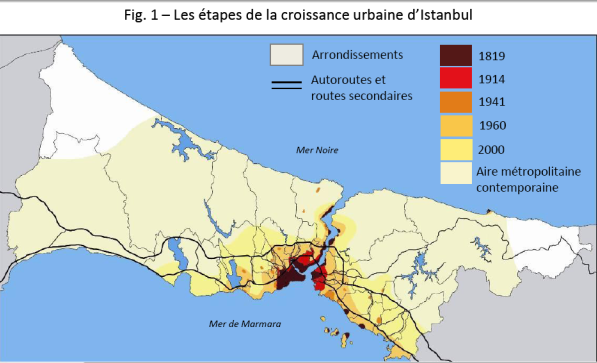 Fig. 1 – Les étapes de la croissance urbaine d’Istanbul
Arrondissements
Autoroutes et
routes secondaires
1819
1914
1941
1960
2000
Aire métropolitaine
contemporaine
Mer Noire
Mer de Marmara